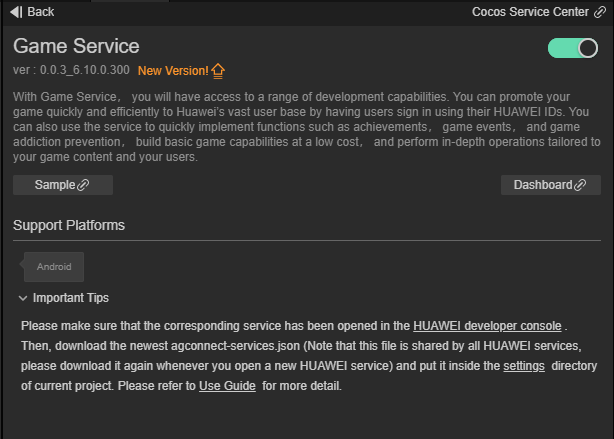 Back
Cocos Service Center
Game Service
ver : 0.0.3_6.10.0.300 New Version!
With Game Service， you will have access to a range of development capabilities. You can promote your
game quickly and efficiently to Huawei's vast user base by having users sign in using their HUAWEI IDs. You
can also use the service to quickly implement functions such as achievements， game events， and game
addiction prevention， build basic game capabilities at a low cost， and perform in-depth operations tailored to
your game content and your users.
Sample
Dashboard
Support Platforms
Android
Important Tips
Please make sure that the corresponding service has been opened in the HUAWEI developer console .
Then, download the newest agconnect-services.json (Note that this file is shared by all HUAWEI services,
please download it again whenever you open a new HUAWEI service) and put it inside the settings directory
of current project. Please refer to Use Guide for more detail.